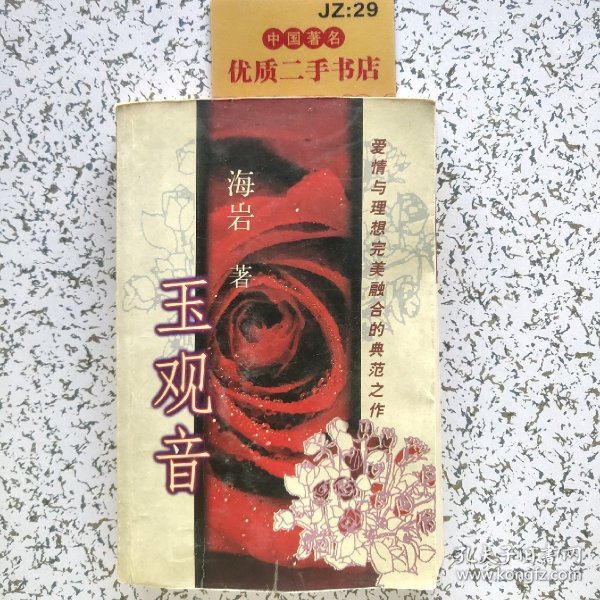 JZ:29
中国著名
优质二手书店
爱情与理想完美融合的典范之作
海岩 著
玉观音
孔夫子旧书网
www.kongfz.com